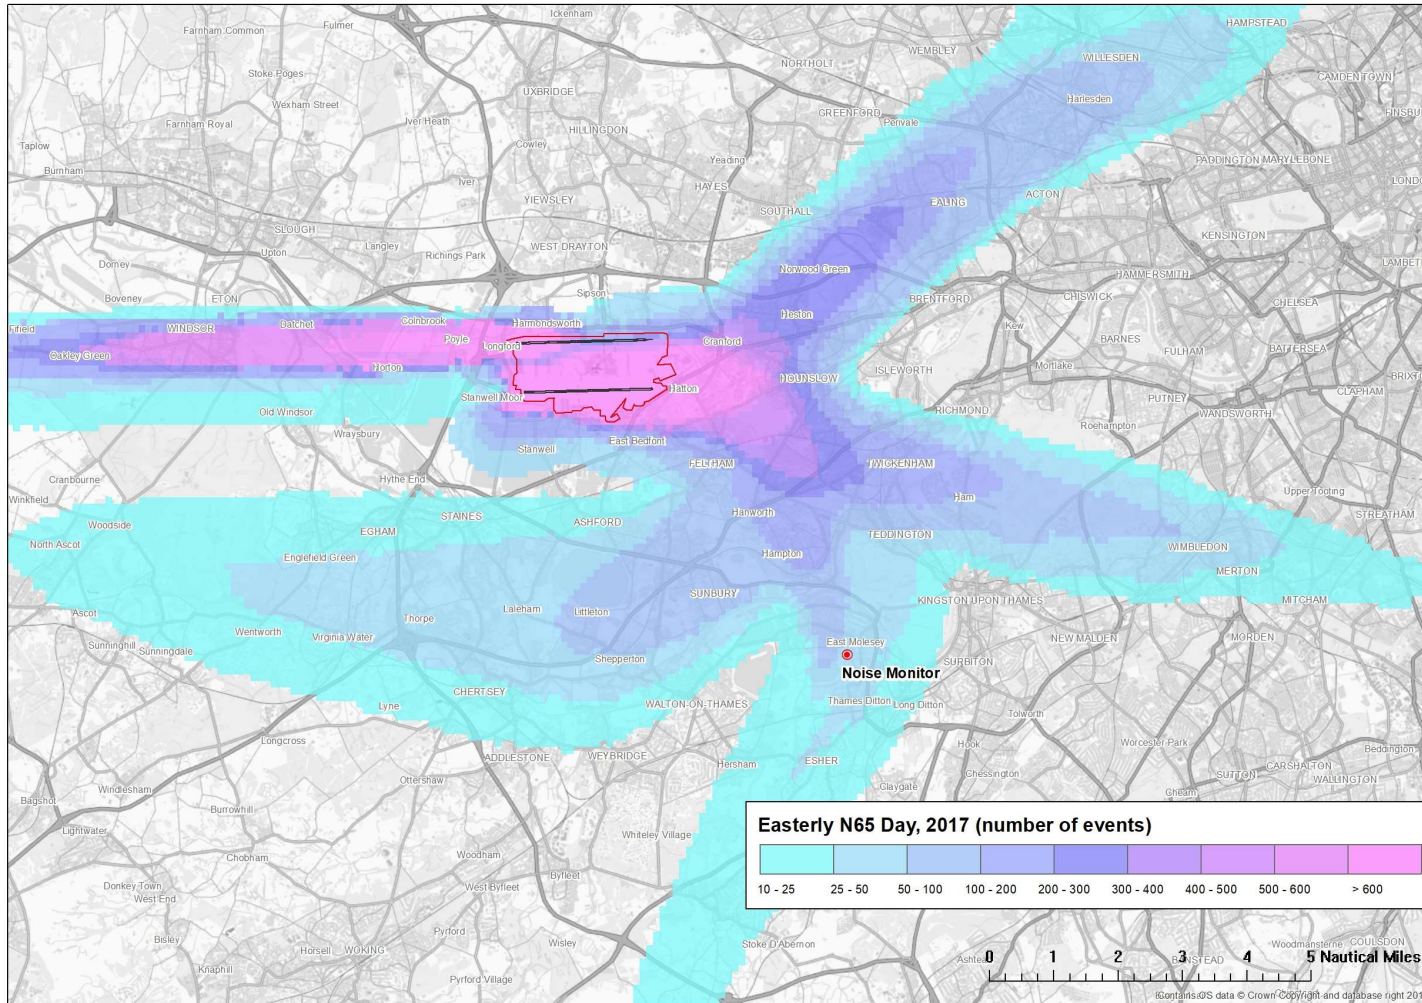 Ickenham
Fulmer
HAMPSTEAD
Farnham Common
WEMBLEY
WILLESDEN
NORTHOLT
Stoke Poges
CAMDEN TOWN
UXBRIDGE
Harlesden
Wexham Street
GREENFORD
Perivale
Farnham Royal
Iver Heath
HILLINGDON
Taplow
Cowley
Yeading
PADDINGTON
MARYLEBONE
Burnham
Iver
HAYES
YIEWSLEY
ACTON
EALING
SOUTHALL
SLOUGH
KENSINGTON
Langley
WEST DRAYTON
Upton
Richings Park
Dorney
Norwood Green
HAMMERSMITH
Sipson
Boveney
ETON
BRENTFORD
CHISWICK
CHELSEA
Heston
Colnbrook
Harmondsworth
Datchet
Fifield
WINDSOR
Kew
Poyle
Cranford
BARNES
Longford
BATTERSEA
FULHAM
Oakley Green
Mortlake
Horton
ISLEWORTH
HOUNSLOW
Hatton
CLAPHAM
Stanwell Moor
PUTNEY
Old Windsor
RICHMOND
WANDSWORTH
Roehampton
Wraysbury
East Bedfont
Stanwell
FELTHAM
TWICKENHAM
Cranbourne
Hythe End
Upper Tooting
Winkfield
Ham
Hanworth
STREATHAM
Woodside
STAINES
ASHFORD
EGHAM
TEDDINGTON
North Ascot
WIMBLEDON
Hampton
Englefield Green
MERTON
SUNBURY
KINGSTON UPON THAMES
MITCHAM
Laleham
Littleton
Ascot
Thorpe
Wentworth
Virginia Water
NEW MALDEN
MORDEN
East Molesey
Sunninghill
Sunningdale
Shepperton
SURBITON
Noise Monitor
CHERTSEY
Thames Ditton
WALTON-ON-THAMES
Long Ditton
Lyne
Tolworth
Longcross
Hook
Worcester Park
Beddington
ADDLESTONE
WEYBRIDGE
Hersham
ESHER
CARSHALTON
Chessington
SUTTON
WALLINGTON
Ottershaw
Claygate
Windlesham
Cheam
Bagshot
Burrowhill
Lightwater
Whiteley Village
Easterly N65 Day, 2017 (number of events)
Woodham
Chobham
Byfleet
10 - 25 25 - 50 50 - 100 100 - 200 200 - 300 300 - 400 400 - 500 500 - 600 > 600
Donkey Town
West Byfleet
West End
Pyrford
Bisley
Wisley
Stoke D'Abernon
Woodmansterne
COULSDON
Horsell
WOKING
0 1 2 3 4 5 Nautical Miles
Knaphill
Pyrford Village
Contains OS data © Crown Copyright and database right 20